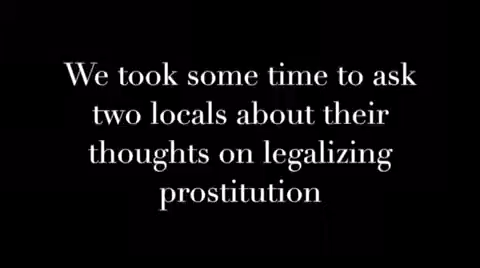 We took some time to ask
two locals about their
thoughts on legalizing
prostitution